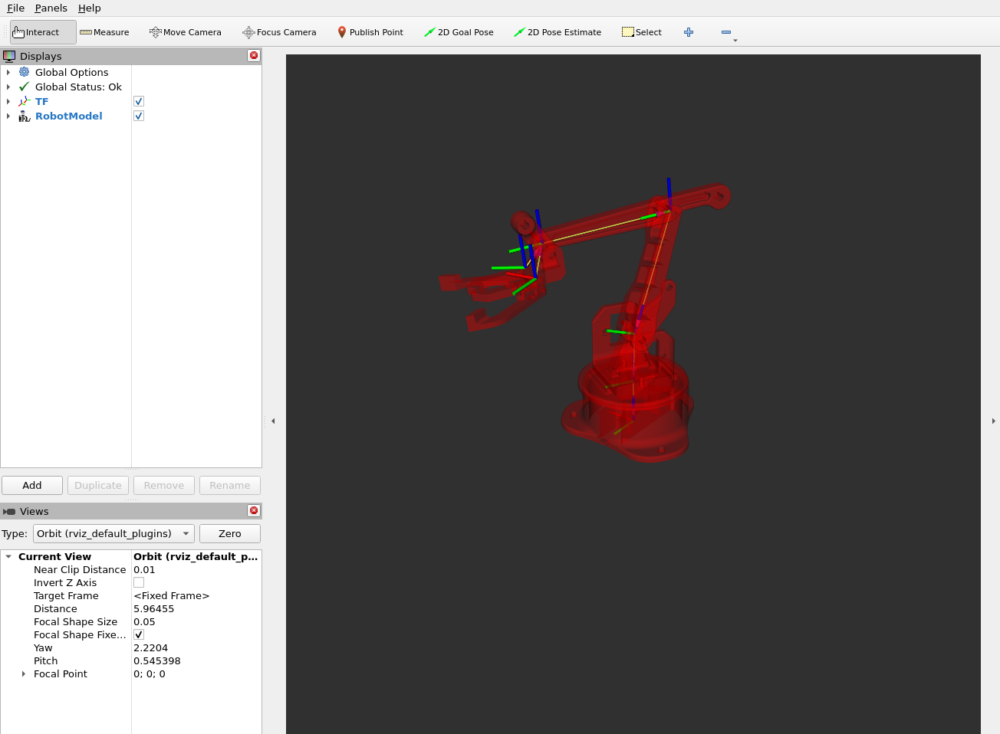 File Panels Help
Interact Measure Move Camera Focus Camera Publish Point 2D Goal Pose 2D Pose Estimate Select
Displays
Global Options
Global Status: Ok
TF
RobotModel
Add Duplicate Remove Rename
Views
Type: Orbit (rviz_default_plugins) Zero
Current View Orbit (rviz_default_p...
Near Clip Distance 0.01
Invert Z Axis
Target Frame <Fixed Frame>
Distance 5.96455
Focal Shape Size 0.05
Focal Shape Fixe...
Yaw 2.2204
Pitch 0.545398
Focal Point 0; 0; 0